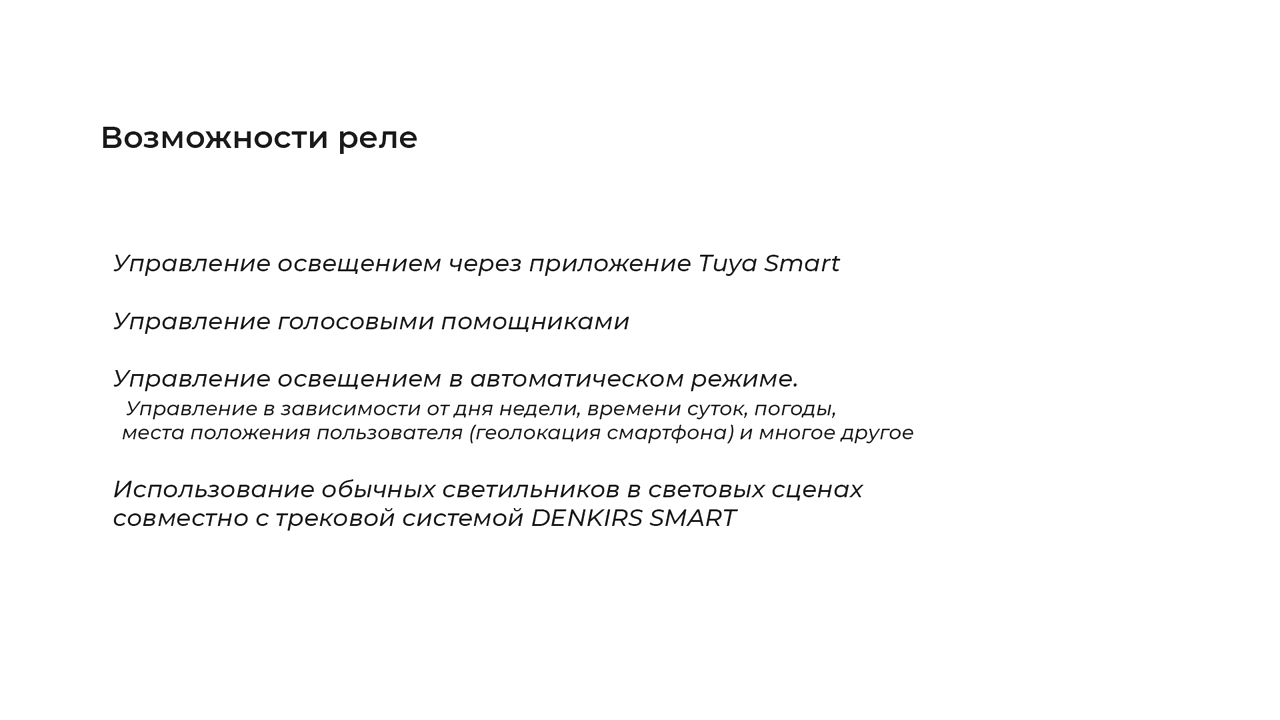 Возможности реле
Управление освещением через приложение Tuya Smart
Управление голосовыми помощниками
Управление освещением в автоматическом режиме.
Управление в зависимости от дня недели, времени суток, погоды,
места положения пользователя (геолокация смартфона) и многое другое
Использование обычных светильников в световых сценах
совместно с трековой системой DENKIRS SMART